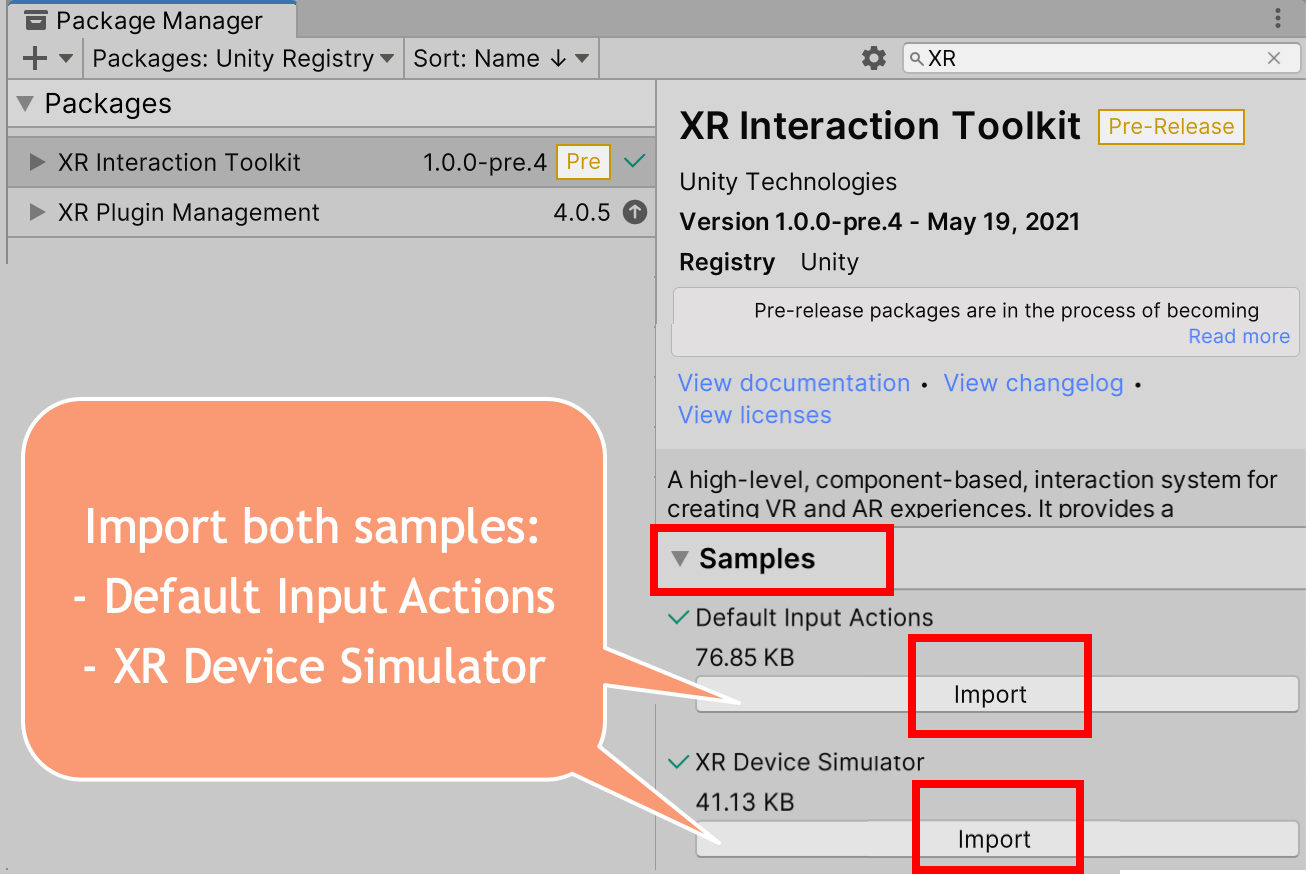 Package Manager
Packages: Unity Registry
Sort: Name ↓
XR
Packages
XR Interaction Toolkit 1.0.0-pre.4 Pre
XR Plugin Management 4.0.5
XR Interaction Toolkit Pre-Release
Unity Technologies
Version 1.0.0-pre.4 - May 19, 2021
Registry Unity
Pre-release packages are in the process of becoming
Read more
View documentation • View changelog •
View licenses
A high-level, component-based, interaction system for
creating VR and AR experiences. It provides a
Samples
Default Input Actions
76.85 KB
Import
XR Device Simulator
41.13 KB
Import
Import both samples:
- Default Input Actions
- XR Device Simulator